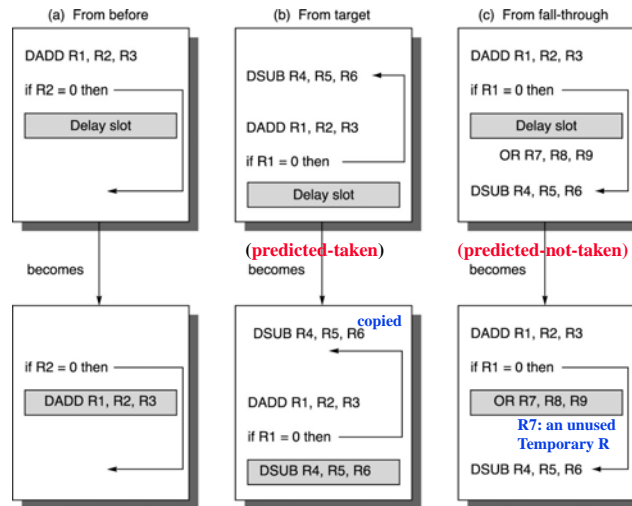 (a) From before
DADD R1, R2, R3
if R2 = 0 then
Delay slot
becomes
if R2 = 0 then
DADD R1, R2, R3
(b) From target
DSUB R4, R5, R6
DADD R1, R2, R3
if R1 = 0 then
Delay slot
(predicted-taken)
becomes
copied
DSUB R4, R5, R6
DADD R1, R2, R3
if R1 = 0 then
DSUB R4, R5, R6
(c) From fall-through
DADD R1, R2, R3
if R1 = 0 then
Delay slot
OR R7, R8, R9
DSUB R4, R5, R6
(predicted-not-taken)
becomes
DADD R1, R2, R3
if R1 = 0 then
OR R7, R8, R9
R7: an unused
Temporary R
DSUB R4, R5, R6